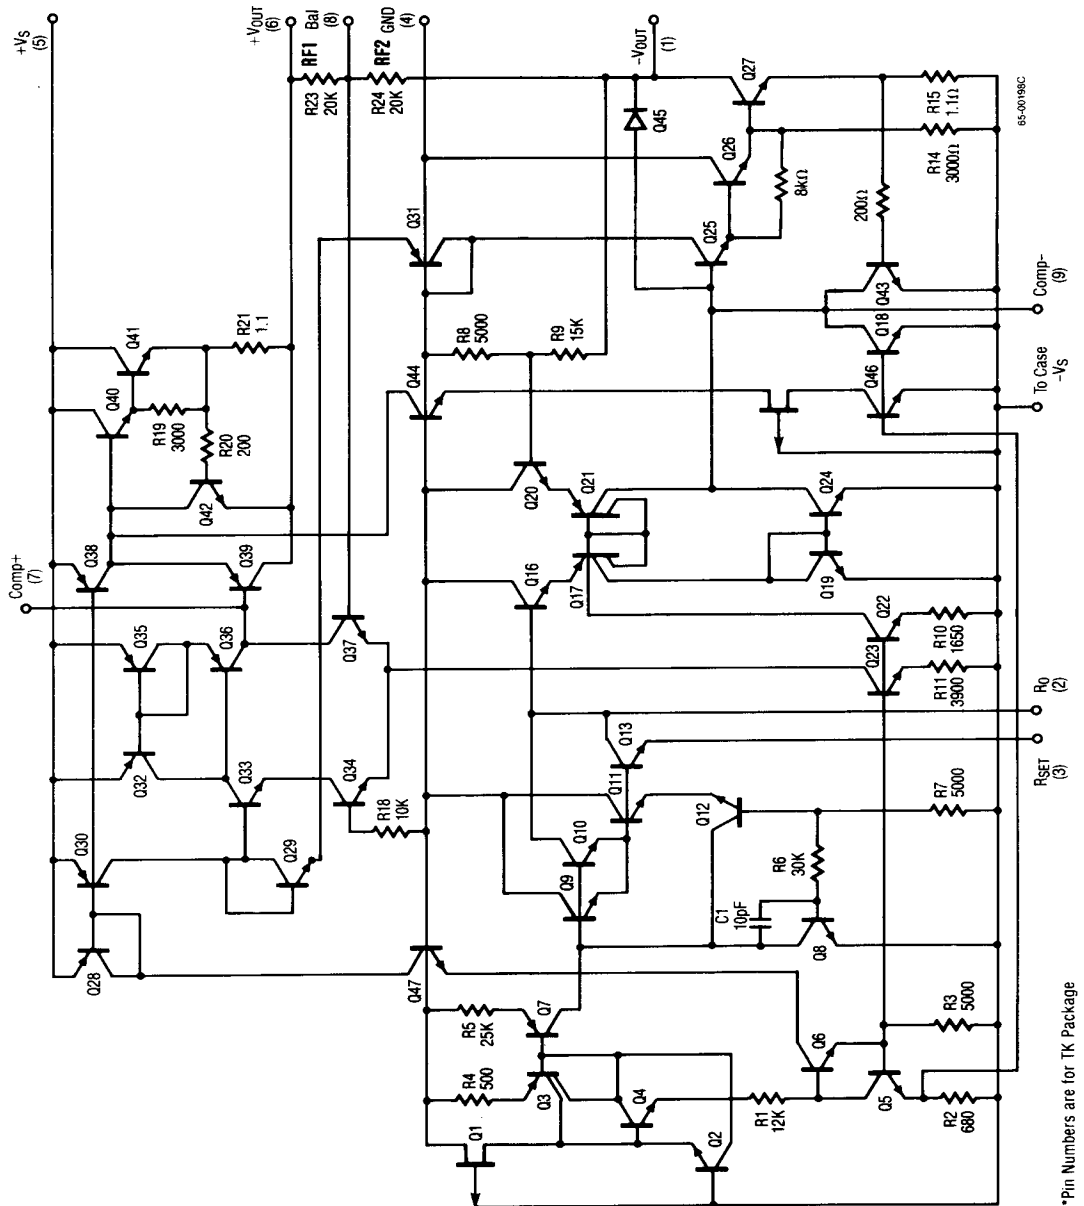 +VS
(5)
+VOUT
(6)
Bal
(8)
GND
(4)
-VOUT
(1)
RF1
R23
20K
RF2
R24
20K
Q45
Q27
R15
1.1Ω
R14
3000Ω
65-00198C
Q26
8kΩ
200Ω
Q31
Q25
Q43
Q18
Comp-
(9)
Q41
R21
1.1
Q40
R19
3000
R20
200
Q42
R8
5000
R9
15K
Q44
Q46
To Case
-VS
Comp+
(7)
Q38
Q39
Q20
Q21
Q24
Q16
Q17
Q19
Q35
Q36
Q37
Q22
Q23
R10
1650
R11
3900
R0
(2)
Q32
Q33
Q34
R18
10K
Q13
Q11
RSET
(3)
Q30
Q29
Q10
Q9
Q12
R7
5000
R6
30K
C1
10pF
Q8
Q28
Q47
R5
25K
Q7
R4
500
Q3
Q4
Q6
R3
5000
Q1
Q2
R1
12K
Q5
R2
680
*Pin Numbers are for TK Package